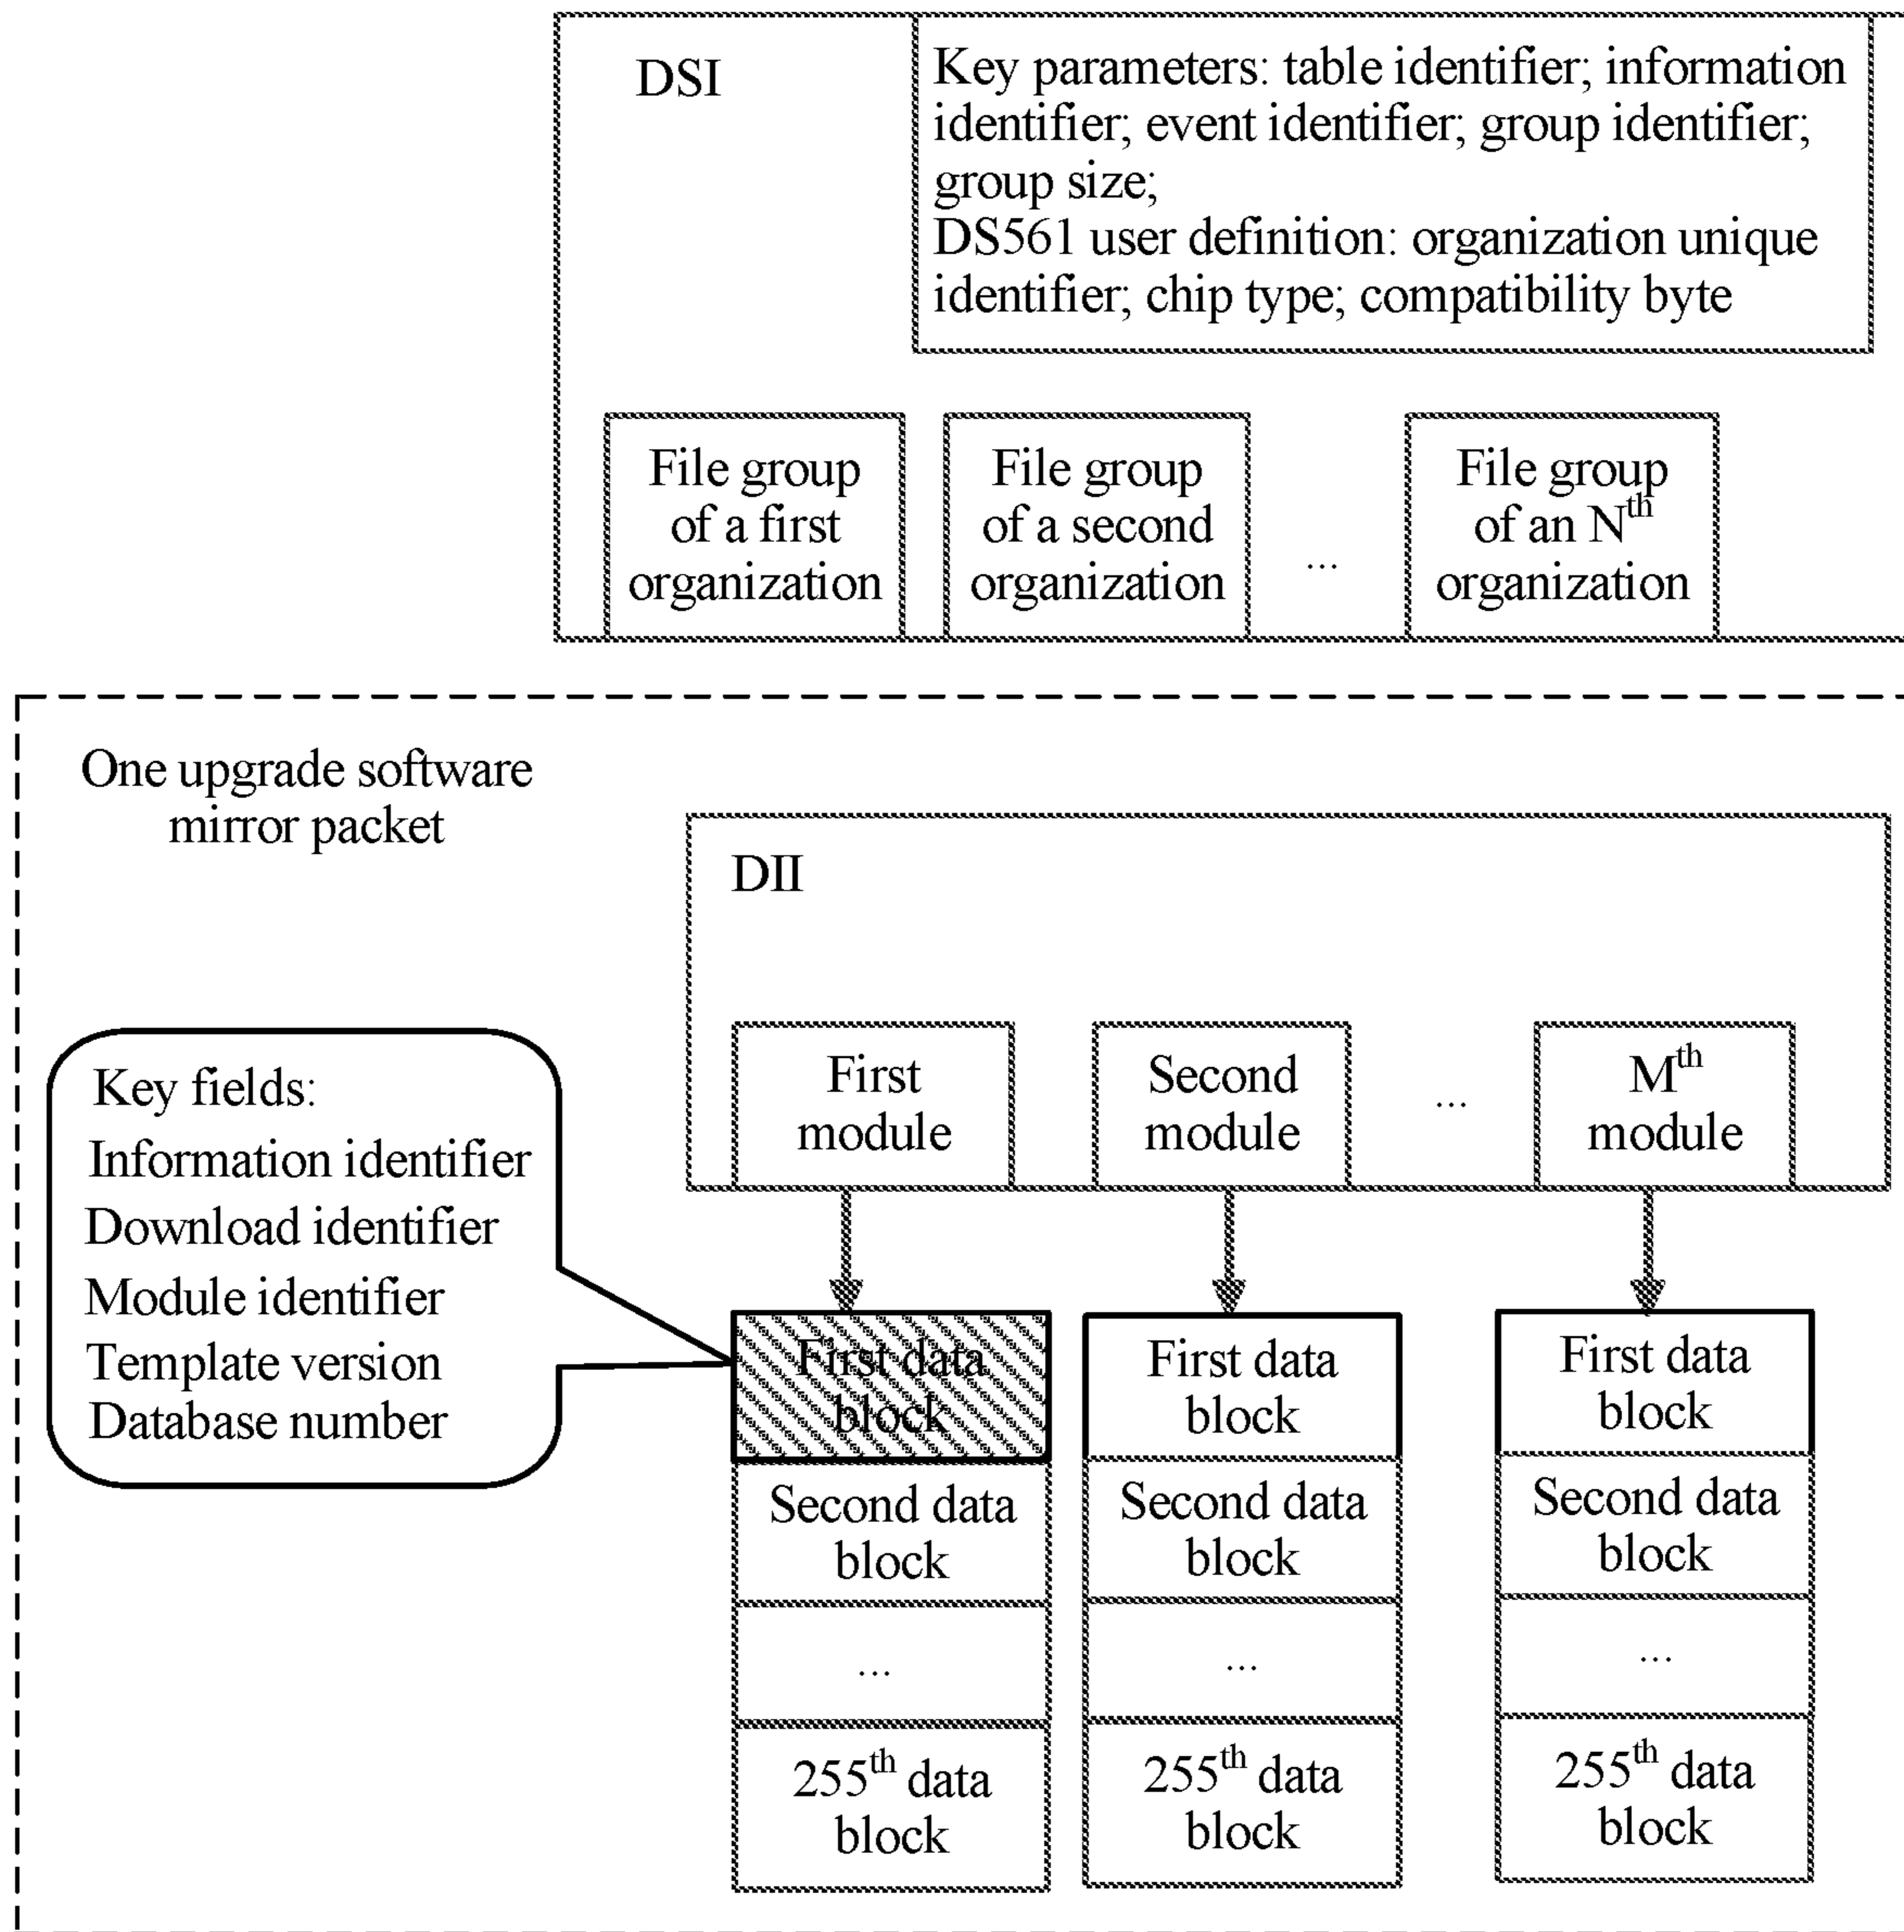 DSI
Key parameters: table identifier; information
identifier; event identifier; group identifier;
group size;
DS561 user definition: organization unique
identifier; chip type; compatibility byte
File group
of a first
organization
File group
of a second
organization
...
File group
of an Nth
organization
One upgrade software
mirror packet
DII
First
module
Second
module
...
Mth
module
Key fields:
Information identifier
Download identifier
Module identifier
Template version
Database number
First data
block
Second data
block
...
255th data
block
First data
block
Second data
block
...
255th data
block
First data
block
Second data
block
...
255th data
block